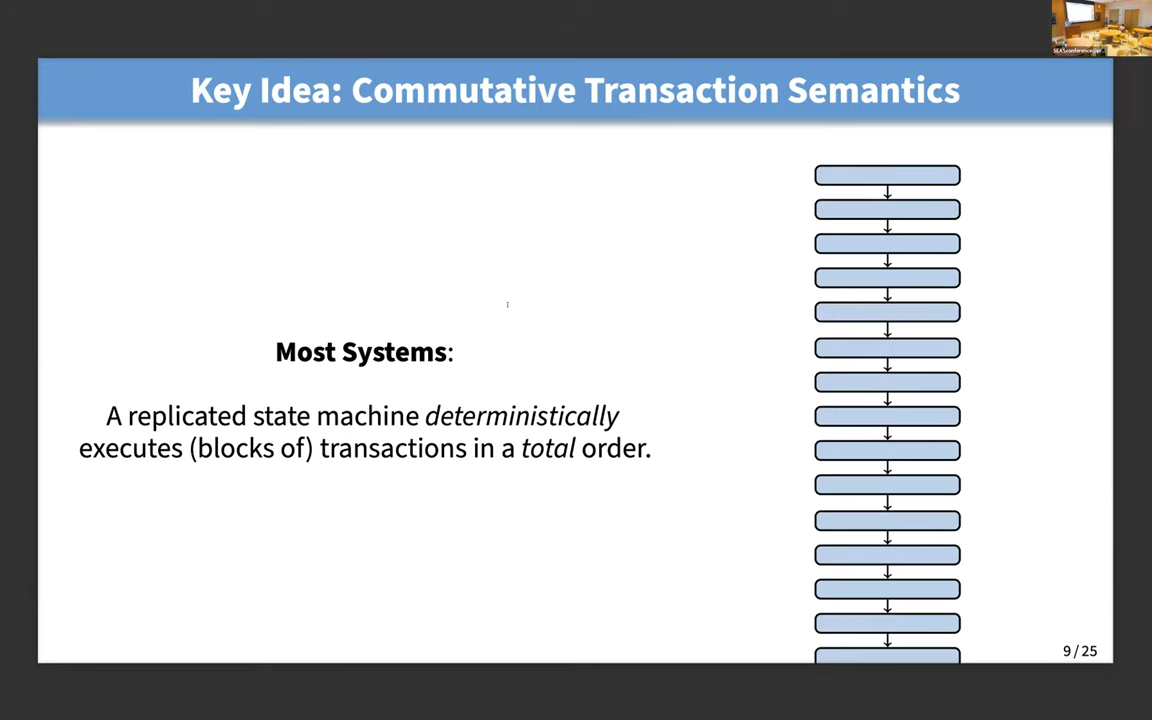 Key Idea: Commutative Transaction Semantics
Most Systems:
A replicated state machine deterministically
executes (blocks of) transactions in a total order.
9 / 25